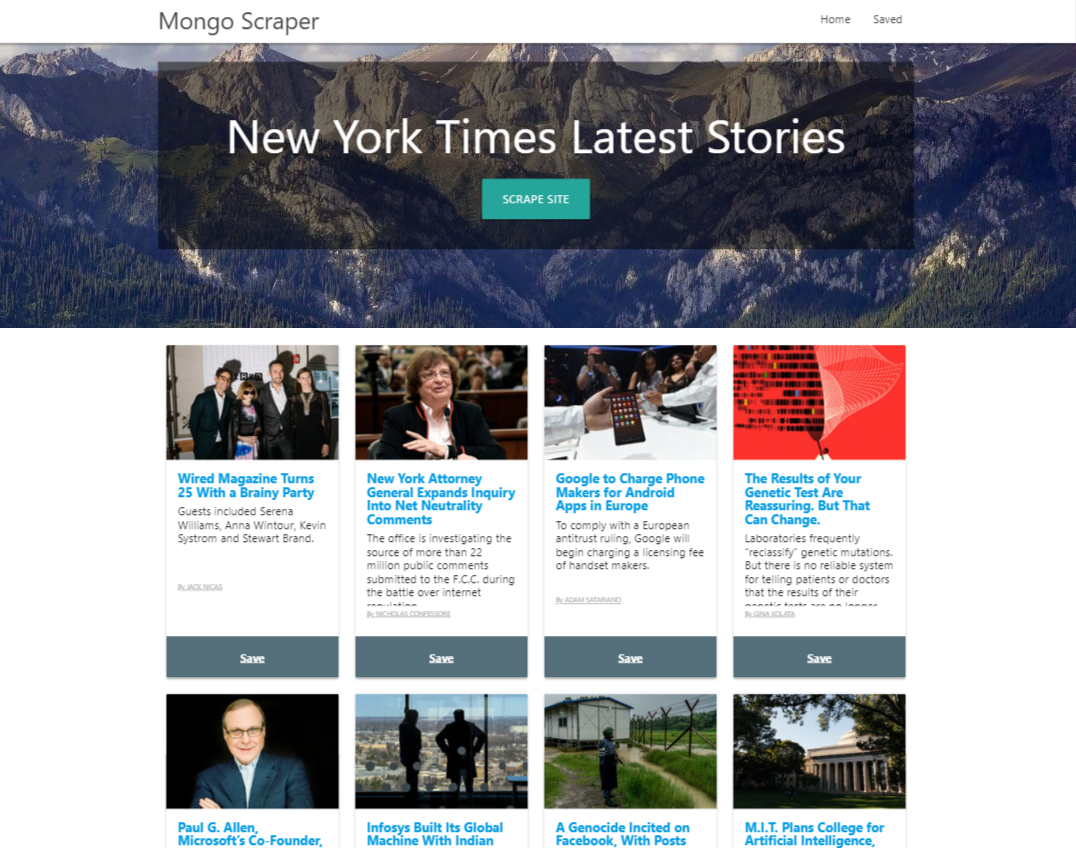 Mongo Scraper
Home
Saved
New York Times Latest Stories
SCRAPE SITE
Wired Magazine Turns
25 With a Brainy Party
Guests included Serena
Williams, Anna Wintour, Kevin
Systrom and Stewart Brand.
By JACK NICAS
Save
New York Attorney
General Expands Inquiry
Into Net Neutrality
Comments
The office is investigating the
source of more than 22
million public comments
submitted to the F.C.C. during
the battle over internet
regulation
By NICHOLAS CONFESSORE
Save
Google to Charge Phone
Makers for Android
Apps in Europe
To comply with a European
antitrust ruling, Google will
begin charging a licensing fee
of handset makers.
By ADAM SATARIANO
Save
The Results of Your
Genetic Test Are
Reassuring. But That
Can Change.
Laboratories frequently
“reclassify” genetic mutations.
But there is no reliable system
for telling patients or doctors
that the results of their
genetic tests are no longer
By GINA KOLATA
Save
Paul G. Allen,
Microsoft’s Co-Founder,
Infosys Built Its Global
Machine With Indian
A Genocide Incited on
Facebook, With Posts
M.I.T. Plans College for
Artificial Intelligence,